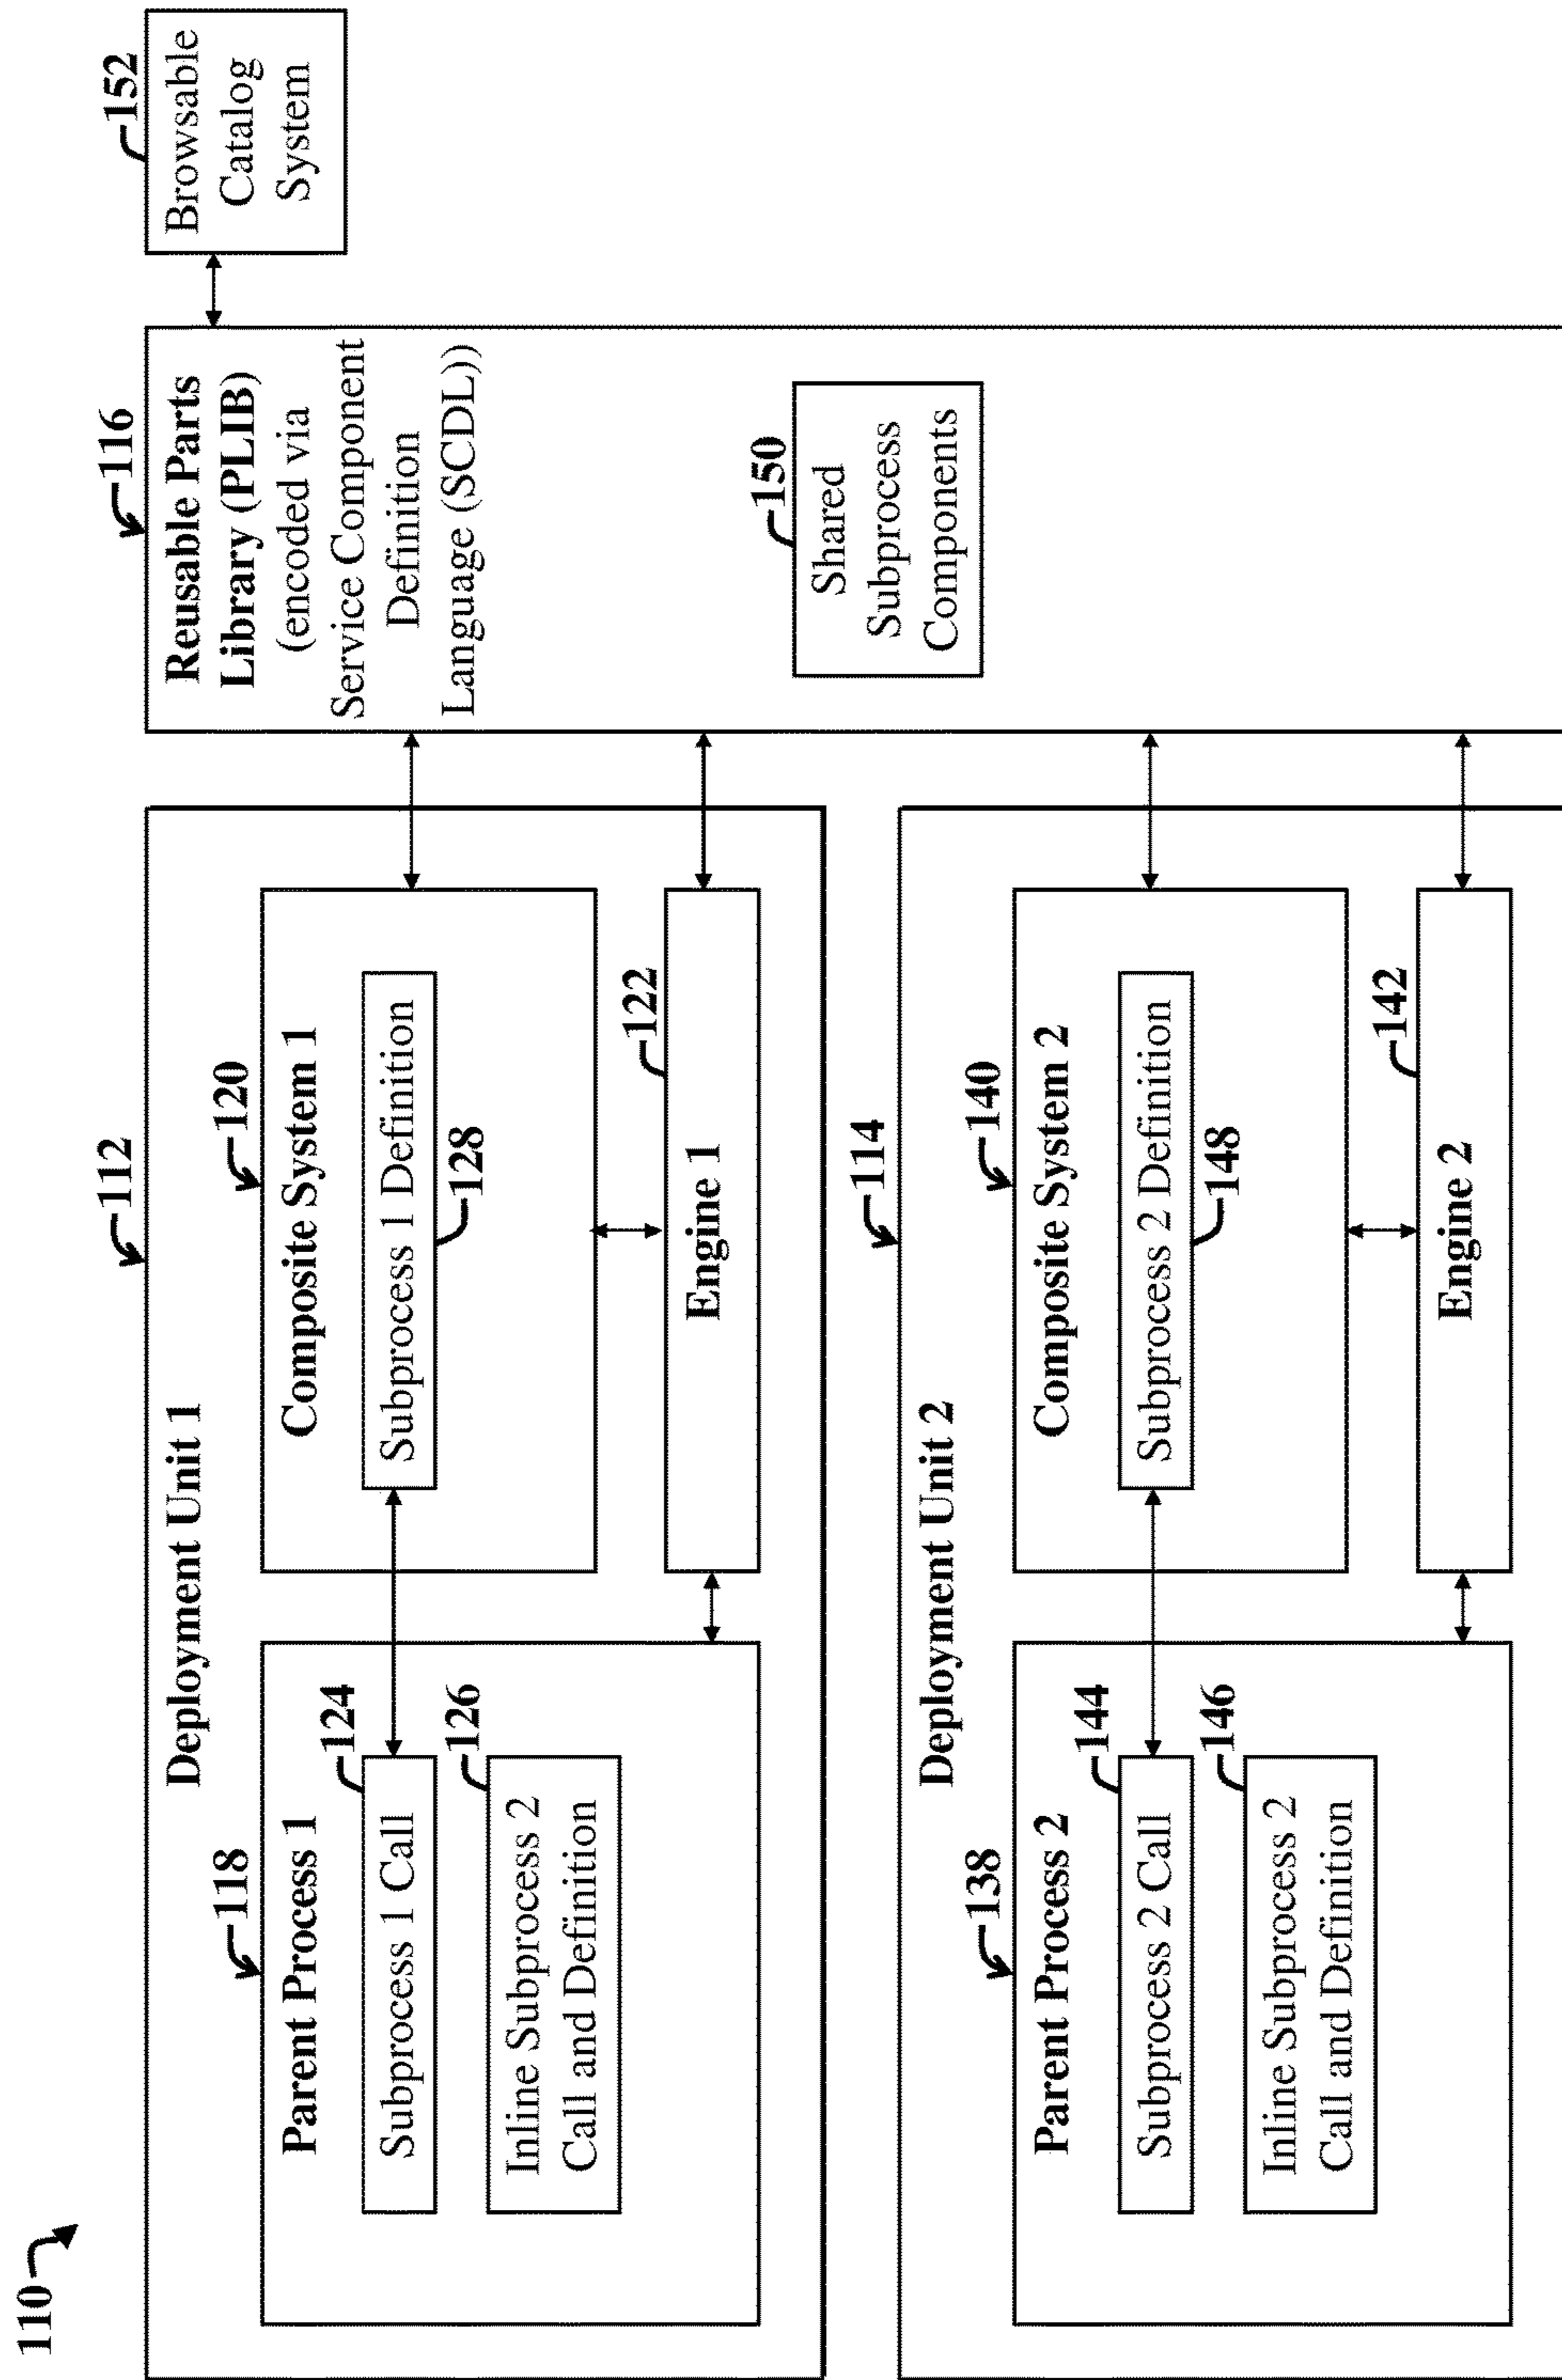 110
112
Deployment Unit 1
118
Parent Process 1
124
Subprocess 1 Call
126
Inline Subprocess 2
Call and Definition
120
Composite System 1
Subprocess 1 Definition
128
122
Engine 1
114
Deployment Unit 2
138
Parent Process 2
144
Subprocess 2 Call
146
Inline Subprocess 2
Call and Definition
140
Composite System 2
Subprocess 2 Definition
148
142
Engine 2
116
Reusable Parts
Library (PLIB)
(encoded via
Service Component
Definition
Language (SCDL))
150
Shared
Subprocess
Components
152
Browsable
Catalog
System